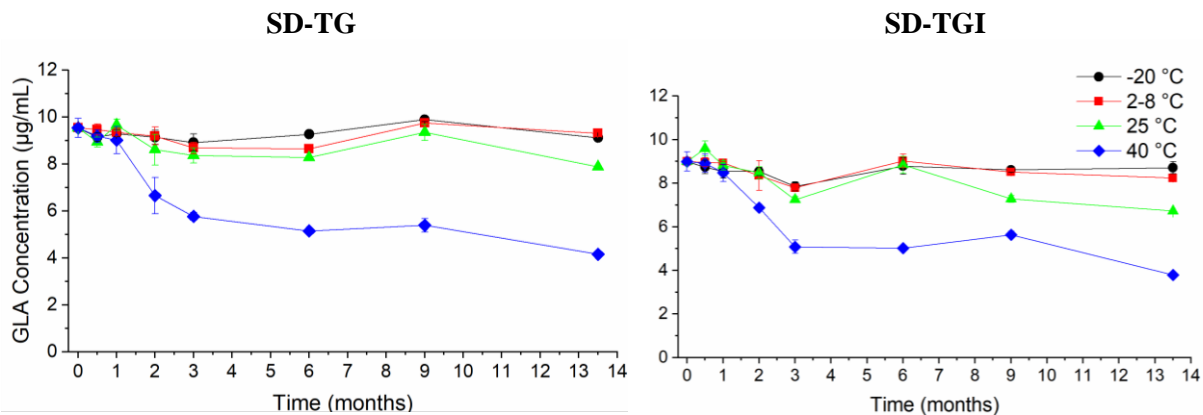 SD-TG
SD-TGI
12
10
8
6
4
2
0
GLA Concentration (µg/mL)
0 1 2 3 4 5 6 7 8 9 10 11 12 13 14
Time (months)
12
10
8
6
4
2
0
0 1 2 3 4 5 6 7 8 9 10 11 12 13 14
Time (months)
-20 °C
2-8 °C
25 °C
40 °C